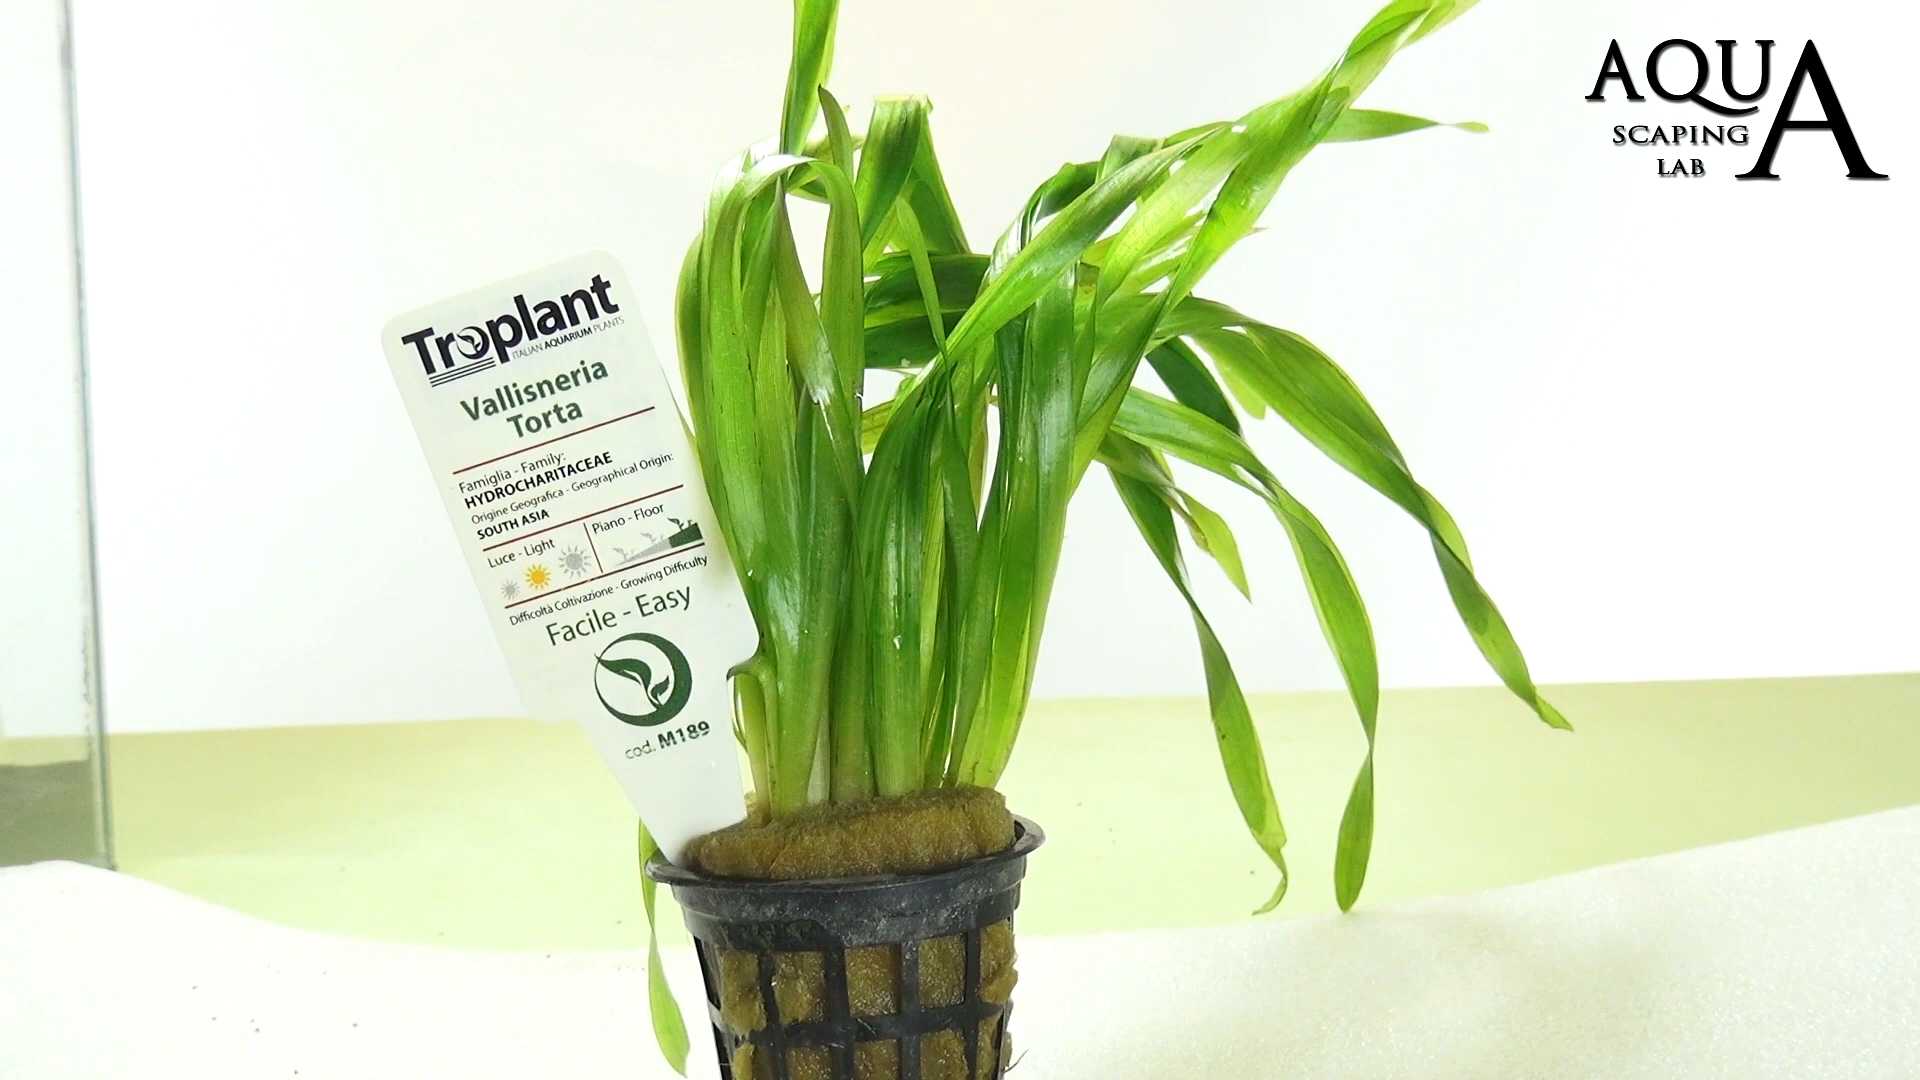 Troplant
ITALIAN AQUARIUM PLANTS
Vallisneria
Torta
Famiglia - Family:
HYDROCHARITACEAE
Origine Geografica - Geographical Origin:
SOUTH ASIA
Luce - Light
Piano - Floor
Difficoltà Coltivazione - Growing Difficulty
Facile - Easy
cod. M189
AQUA
SCAPING
LAB